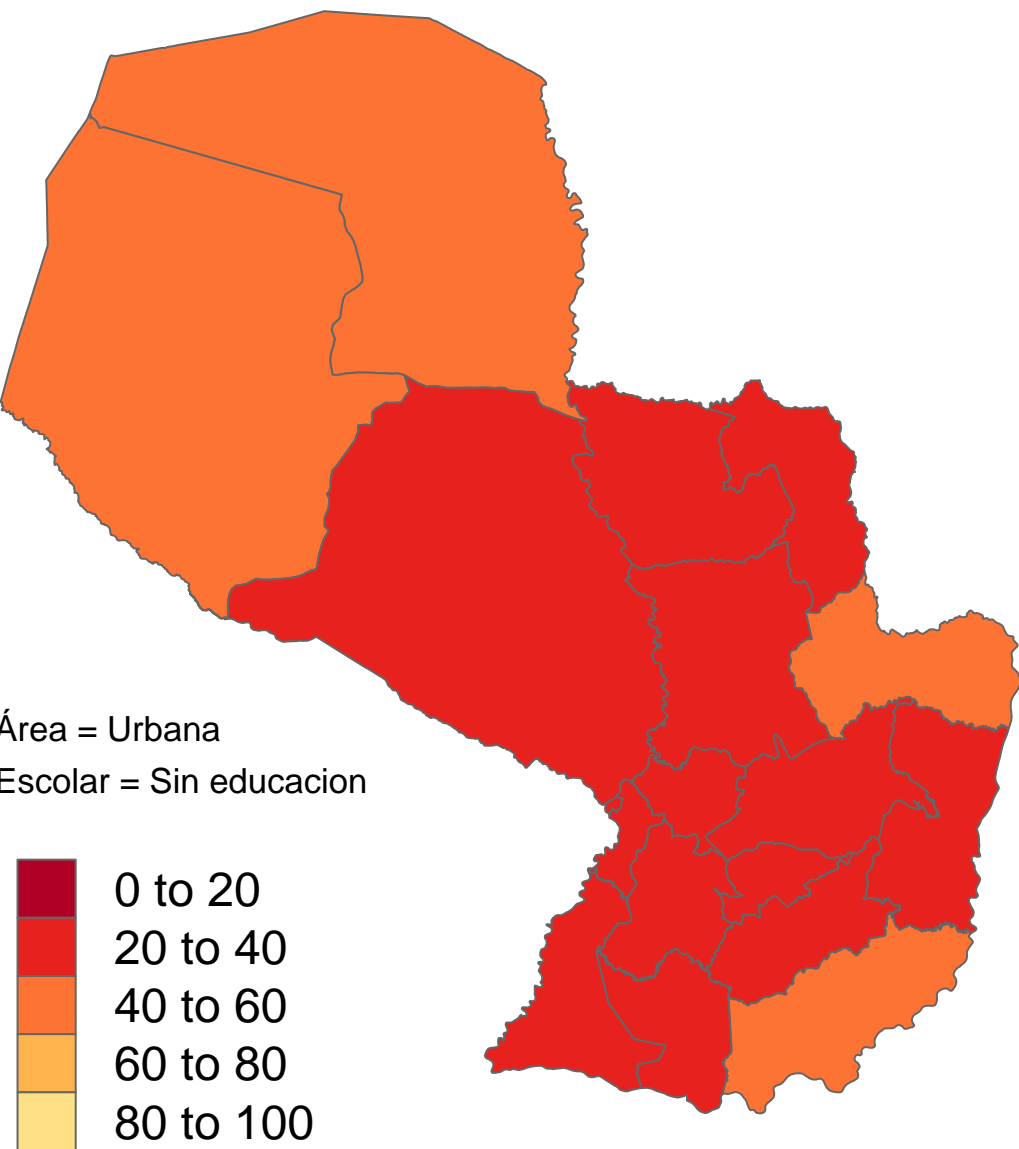 Área = Urbana
Escolar = Sin educacion
0 to 20
20 to 40
40 to 60
60 to 80
80 to 100